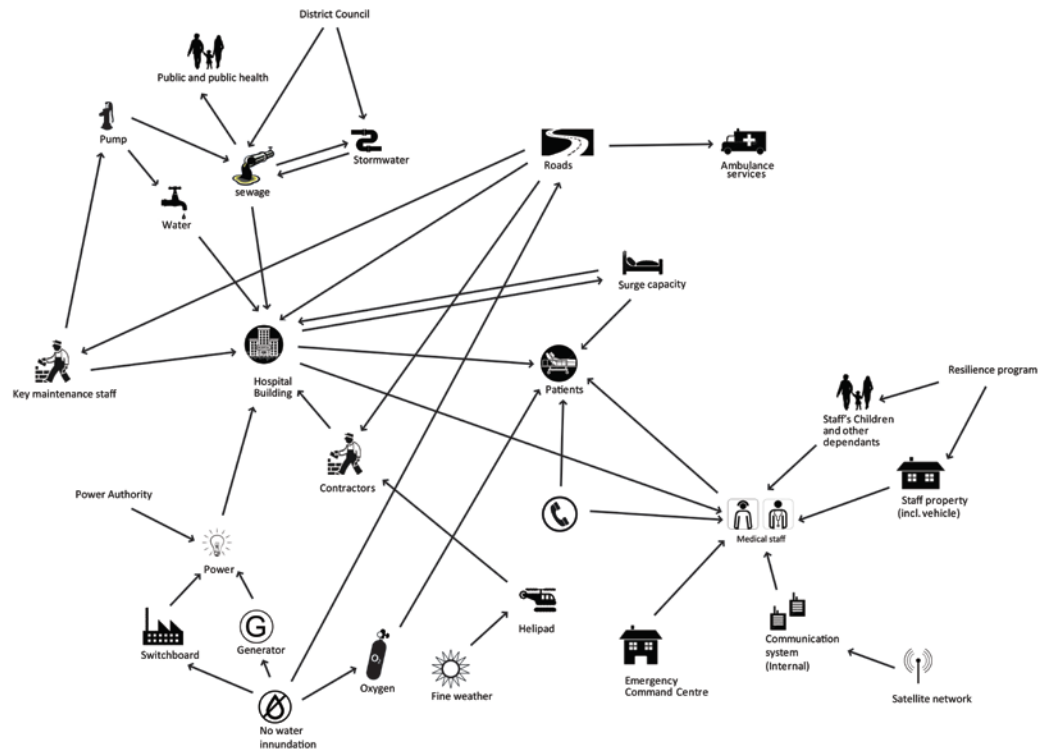 District Council
Public and public health
Pump
Stormwater
Roads
Ambulance
services
sewage
Water
Surge capacity
Key maintenance staff
Hospital
Building
Patients
Resilience program
Staff's Children
and other
dependants
Contractors
Staff property
(incl. vehicle)
Power Authority
Medical staff
Power
Switchboard
G
Generator
O2
Oxygen
Fine weather
Helipad
Emergency
Command Centre
Communication
system
(Internal)
Satellite network
No water
innundation